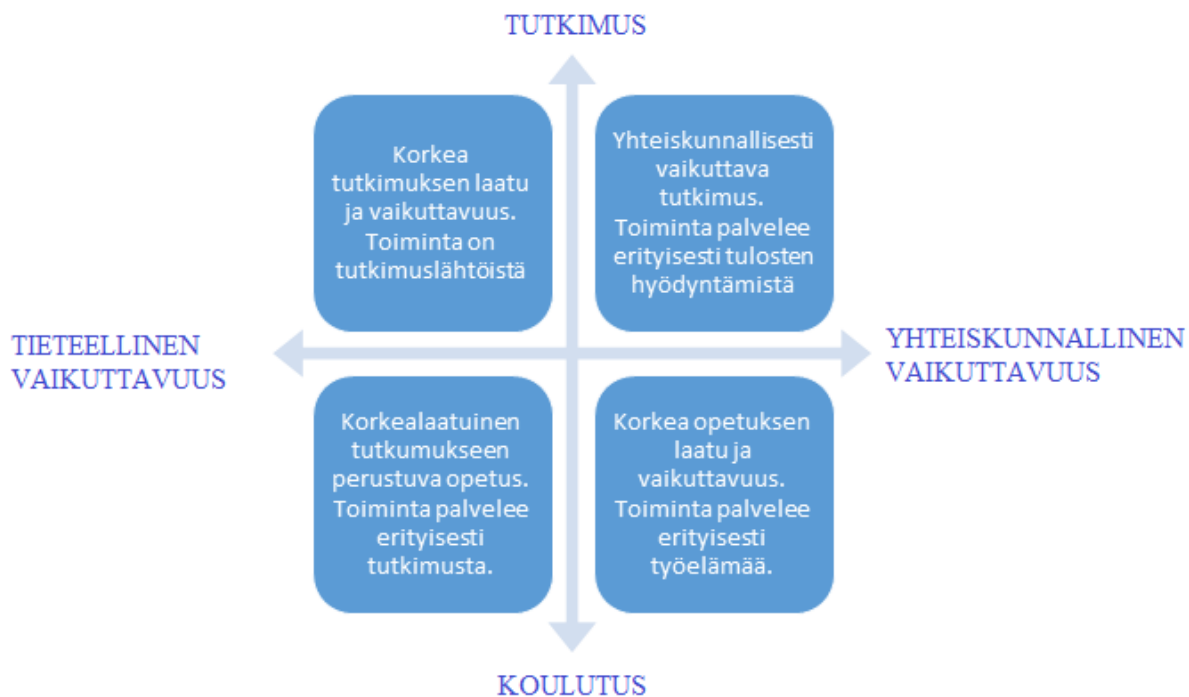 TUTKIMUS
Korkea
tutkimuksen laatu
ja vaikuttavuus.
Toiminta on
tutkimuslähtöistä
Yhteiskunnallisesti
vaikuttava
tutkimus.
Toiminta palvelee
erityisesti tulosten
hyödyntämistä
TIETEELLINEN
VAIKUTTAVUUS
YHTEISKUNNALLINEN
VAIKUTTAVUUS
Korkealaatuinen
tutkumukseen
perustuva opetus.
Toiminta palvelee
erityisesti
tutkimusta.
Korkea opetuksen
laatu ja
vaikuttavuus.
Toiminta palvelee
erityisesti
työelämää.
KOULUTUS